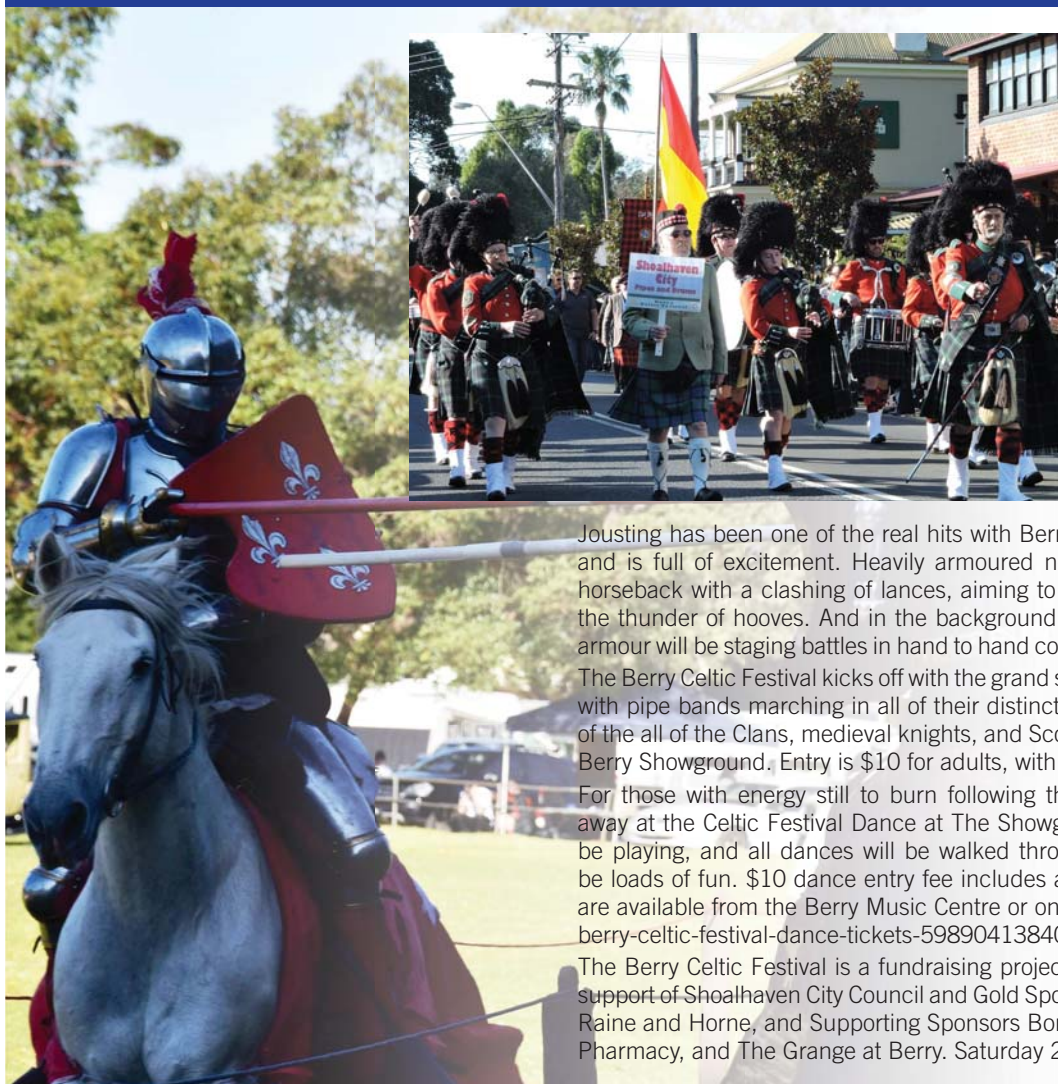 Shoalhaven
City
Pipes and Drums
Jousting has been one of the real hits with Berr
and is full of excitement. Heavily armoured n
horseback with a clashing of lances, aiming to
the thunder of hooves. And in the background
armour will be staging battles in hand to hand co
The Berry Celtic Festival kicks off with the grand s
with pipe bands marching in all of their distinct
of the all of the Clans, medieval knights, and Sco
Berry Showground. Entry is $10 for adults, with
For those with energy still to burn following th
away at the Celtic Festival Dance at The Showg
be playing, and all dances will be walked thro
be loads of fun. $10 dance entry fee includes a
are available from the Berry Music Centre or on
berry-celtic-festival-dance-tickets-59890413840
The Berry Celtic Festival is a fundraising projec
support of Shoalhaven City Council and Gold Spo
Raine and Horne, and Supporting Sponsors Bor
Pharmacy, and The Grange at Berry. Saturday 2